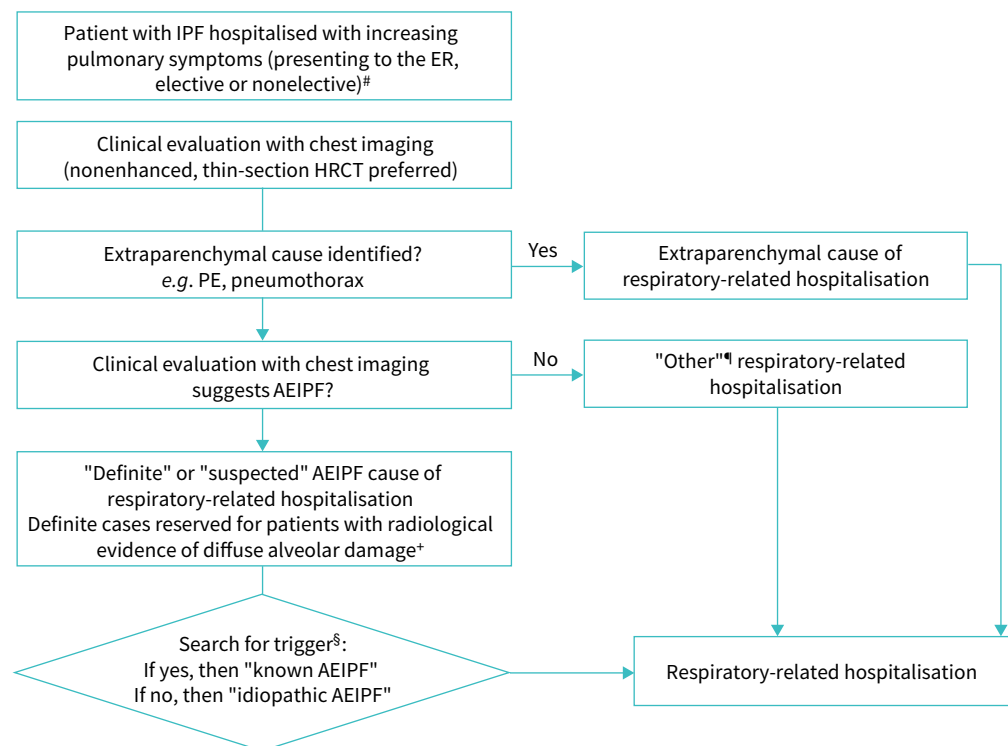 Patient with IPF hospitalised with increasing
pulmonary symptoms (presenting to the ER,
elective or nonelective)#
Clinical evaluation with chest imaging
(nonenhanced, thin-section HRCT preferred)
Extraparenchymal cause identified?
e.g. PE, pneumothorax
Yes
Extraparenchymal cause of
respiratory-related hospitalisation
Clinical evaluation with chest imaging
suggests AEIPF?
No
"Other"¶ respiratory-related
hospitalisation
"Definite" or "suspected" AEIPF cause of
respiratory-related hospitalisation
Definite cases reserved for patients with radiological
evidence of diffuse alveolar damage+
Search for trigger§:
If yes, then "known AEIPF"
If no, then "idiopathic AEIPF"
Respiratory-related hospitalisation